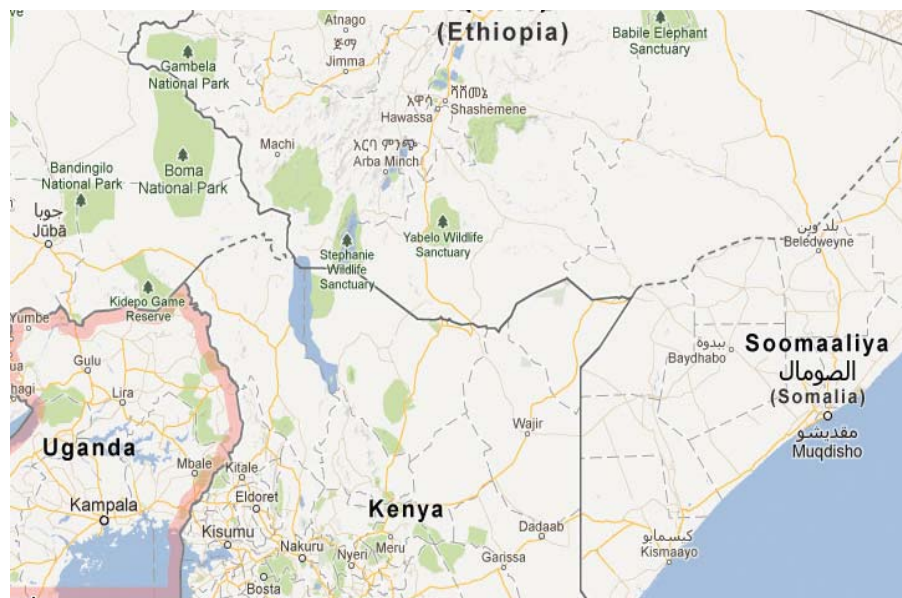 (Ethiopia)
Atnago
ጅማ
Jimma
Babile Elephant
Sanctuary
Gambela
National Park
አዋሳ
Hawassa
ሻሸመኔ
Shashemene
Machi
አርባ ምንጭ
Arba Minch
Boma
National Park
Bandingilo
National Park
جوبا
Jūbā
Yabelo Wildlife
Sanctuary
Stephanie
Wildlife
Sanctuary
بلد وين
Beledweyne
Kidepo Game
Reserve
Yumbe
Gulu
Lira
بيدوة
Baydhabo
Soomaaliya
الصومال
(Somalia)
مقديشو
Muqdisho
Wajir
Uganda
Mbale
Kitale
Eldoret
Kampala
Kenya
Kisumu
Nakuru
Nyeri
Meru
Dadaab
Garissa
كيسمايو
Kismaayo
Bosta